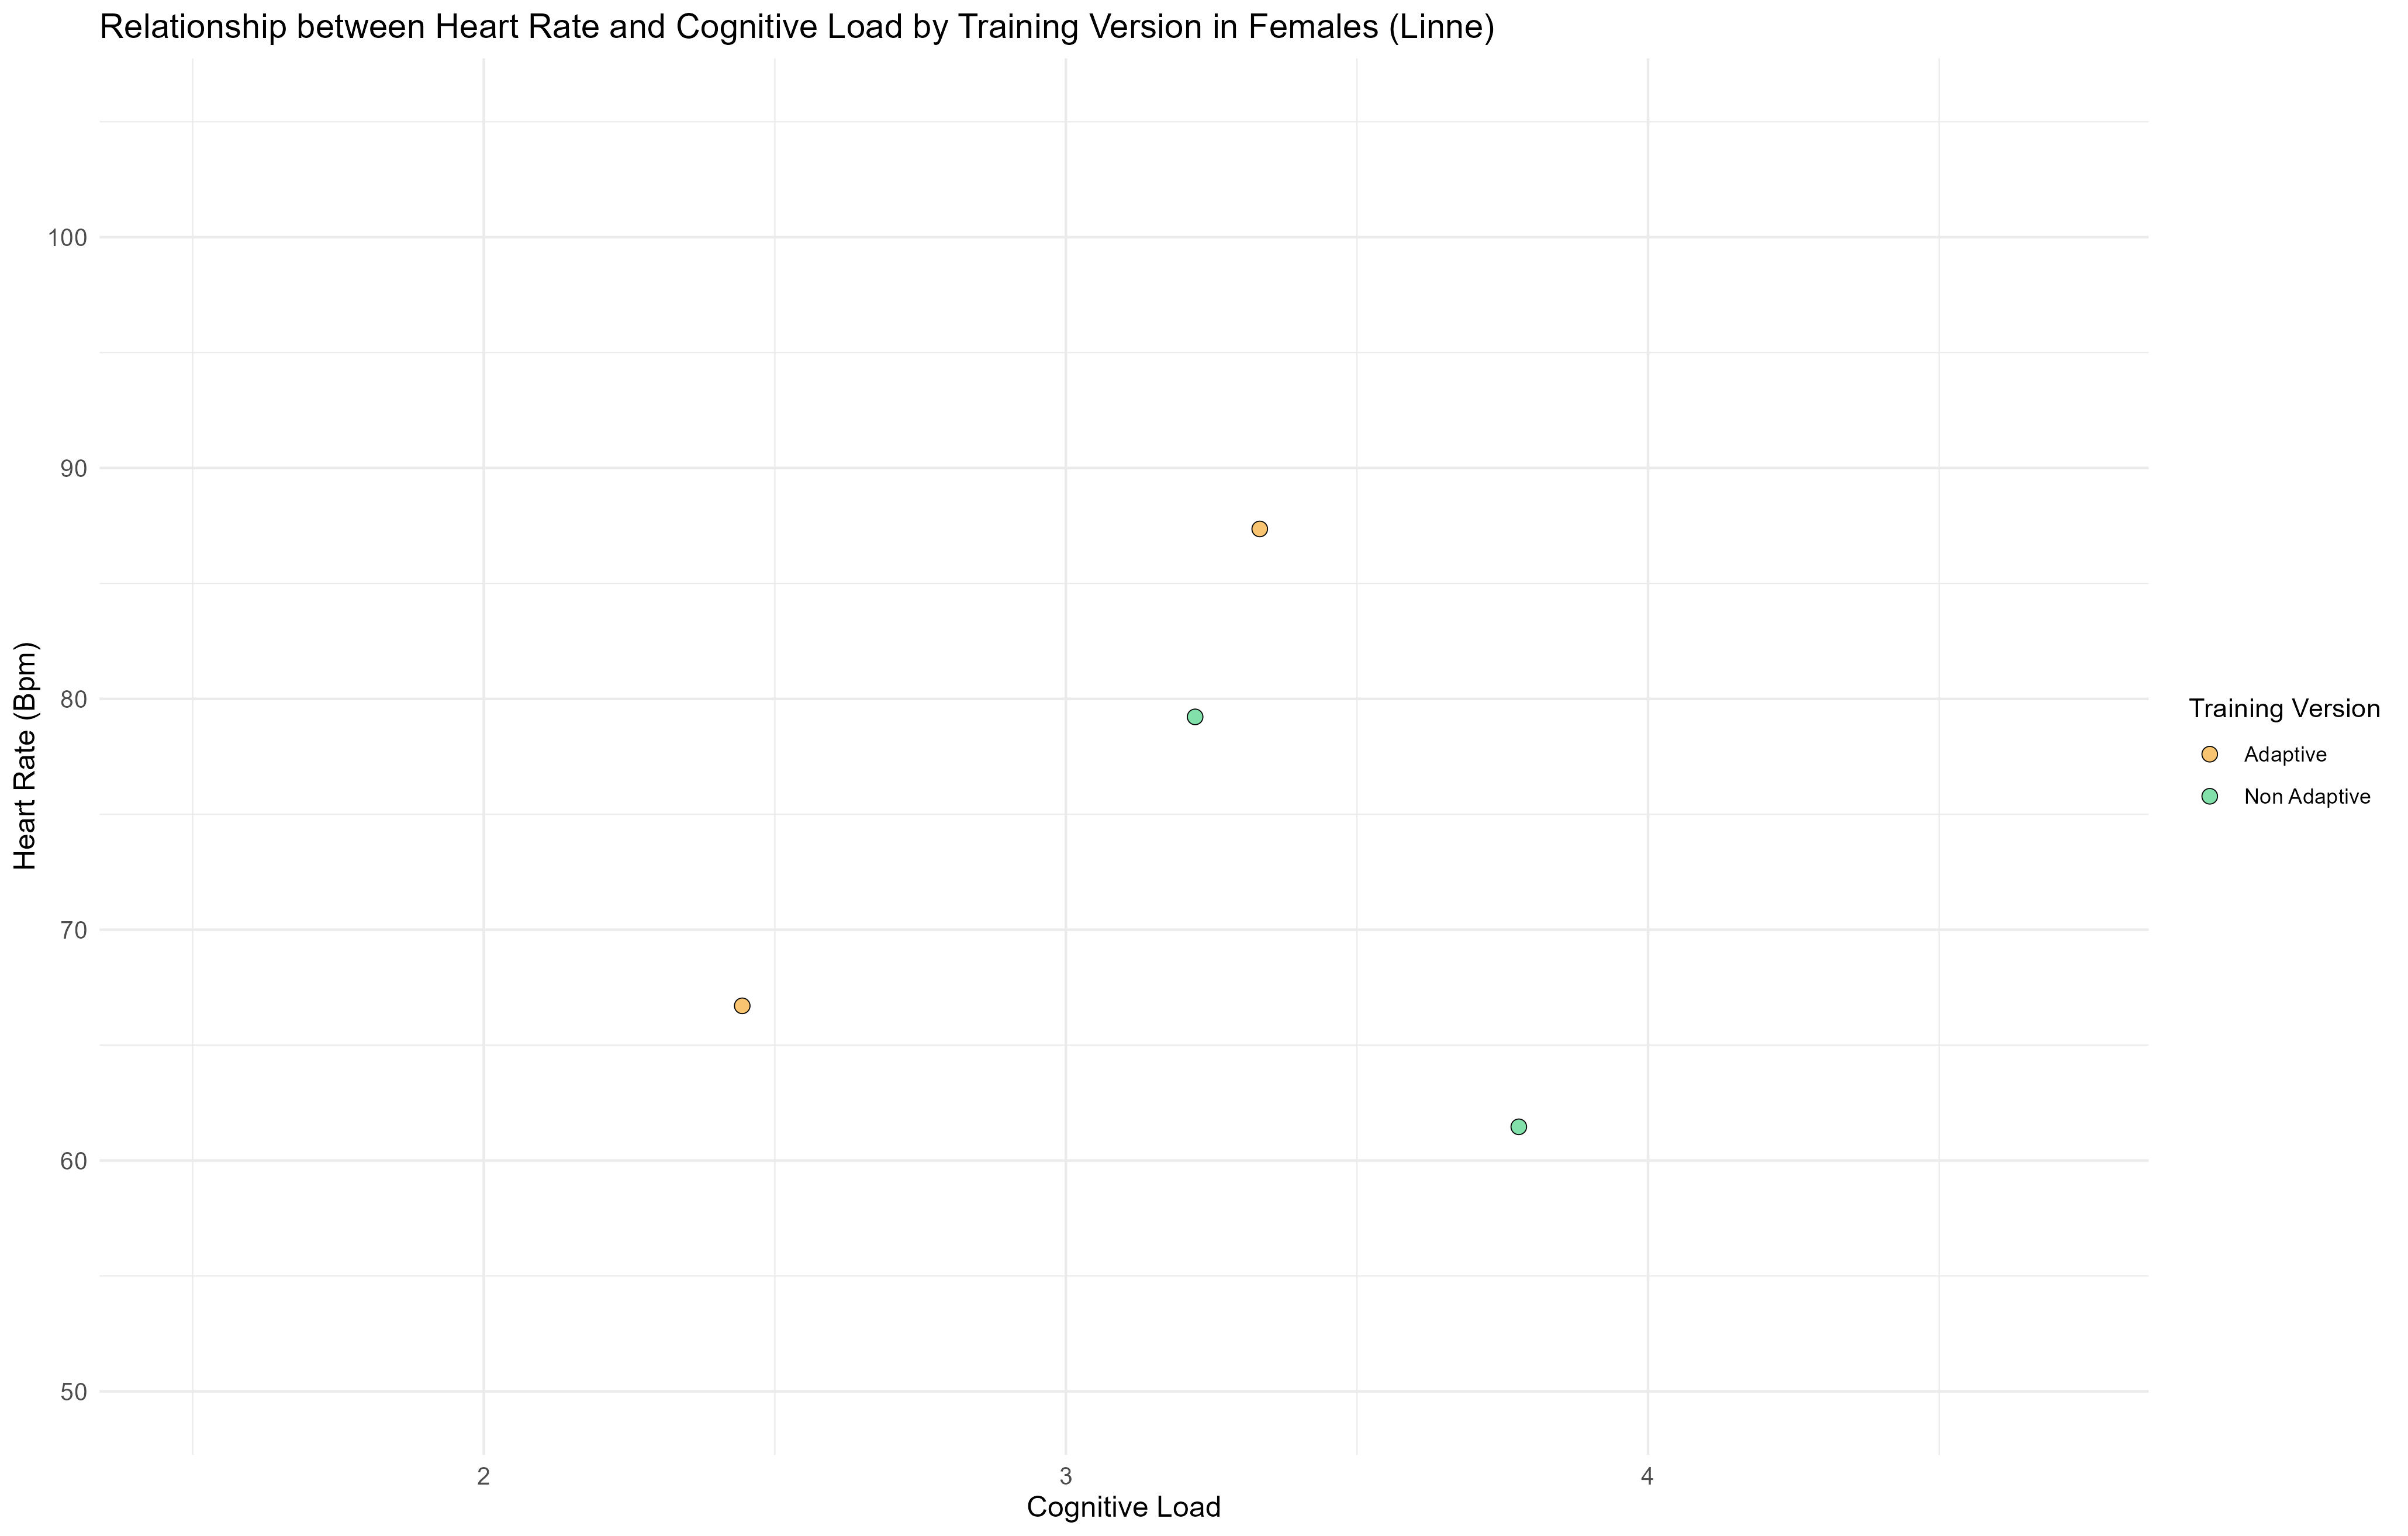 Relationship between Heart Rate and Cognitive Load by Training Version in Females (Linne)
Heart Rate (Bpm)
100
90
80
70
60
50
2
3
4
Cognitive Load
Training Version
Adaptive
Non Adaptive